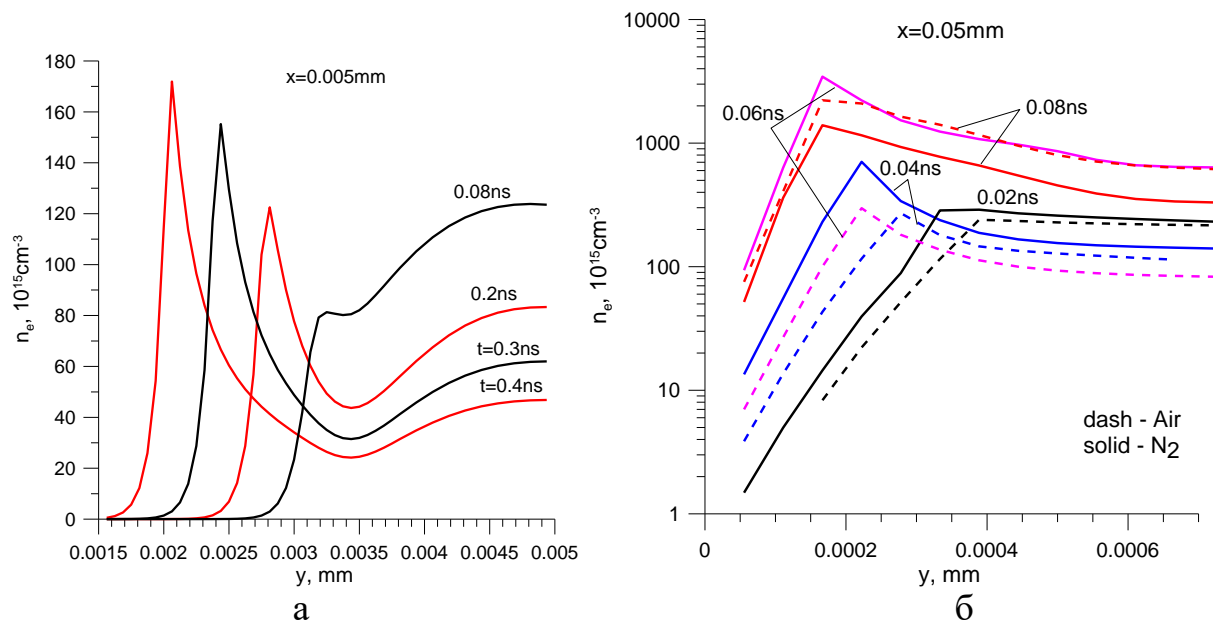 x=0.005mm
n_e, 10^15cm^-3
180
160
140
120
100
80
60
40
20
0
0.08ns
0.2ns
t=0.3ns
t=0.4ns
0.0015 0.002 0.0025 0.003 0.0035 0.004 0.0045 0.005
y, mm
а
x=0.05mm
n_e, 10^15cm^-3
10000
1000
100
10
1
0.06ns
0.08ns
0.04ns
0.02ns
dash - Air
solid - N2
0 0.0002 0.0004 0.0006
y, mm
б